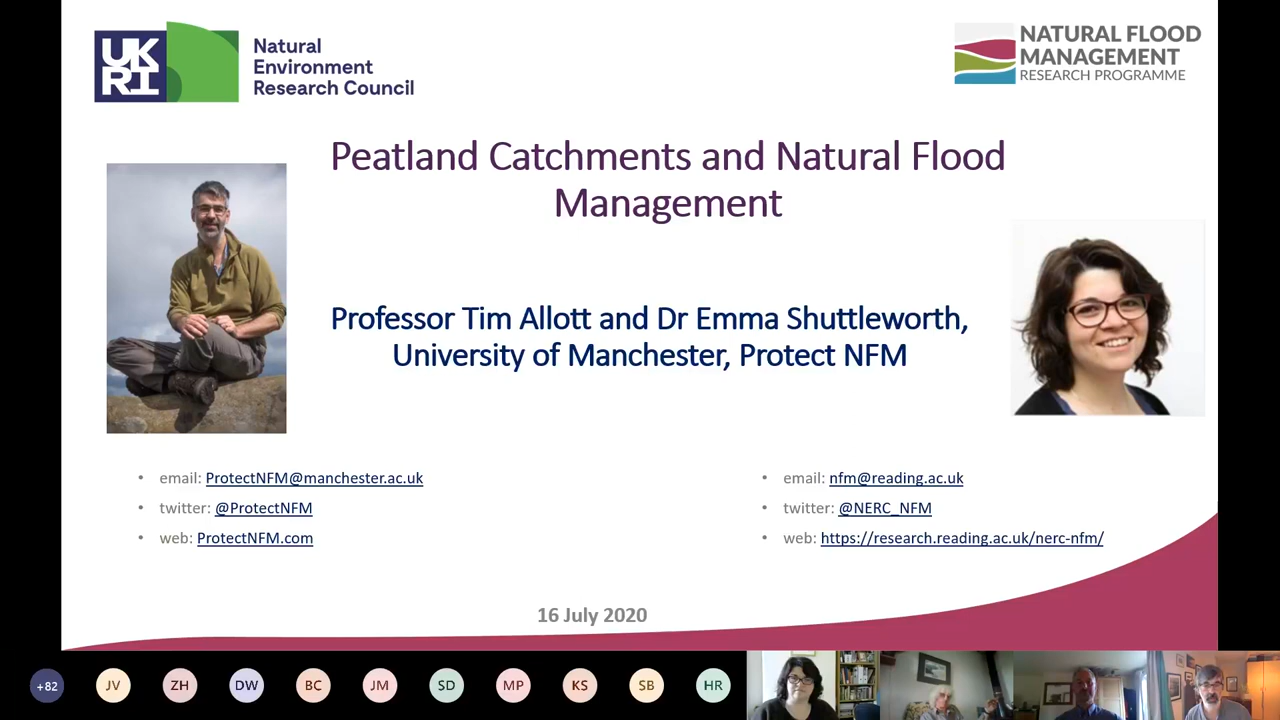 UK
RI
Natural
Environment
Research Council
NATURAL FLOOD
MANAGEMENT
RESEARCH PROGRAMME
Peatland Catchments and Natural Flood
Management
Professor Tim Allott and Dr Emma Shuttleworth,
University of Manchester, Protect NFM
• email: ProtectNFM@manchester.ac.uk
• twitter: @ProtectNFM
• web: ProtectNFM.com
• email: nfm@reading.ac.uk
• twitter: @NERC_NFM
• web: https://research.reading.ac.uk/nerc-nfm/
16 July 2020
+82 JV ZH DW BC JM SD MP KS SB HR